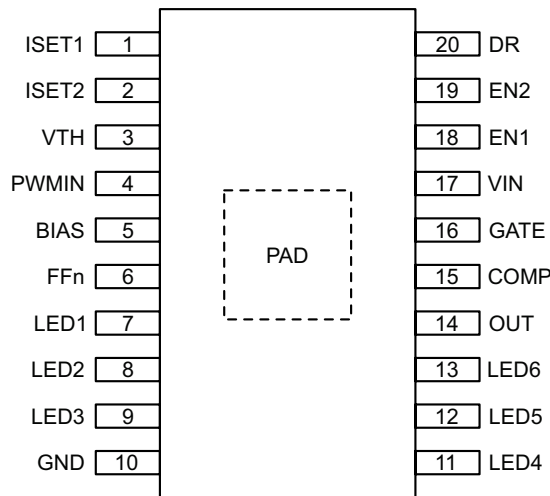 ISET1 1 20 DR
ISET2 2 19 EN2
VTH 3 18 EN1
PWMIN 4 17 VIN
BIAS 5 16 GATE
PAD
FFn 6 15 COMP
LED1 7 14 OUT
LED2 8 13 LED6
LED3 9 12 LED5
GND 10 11 LED4